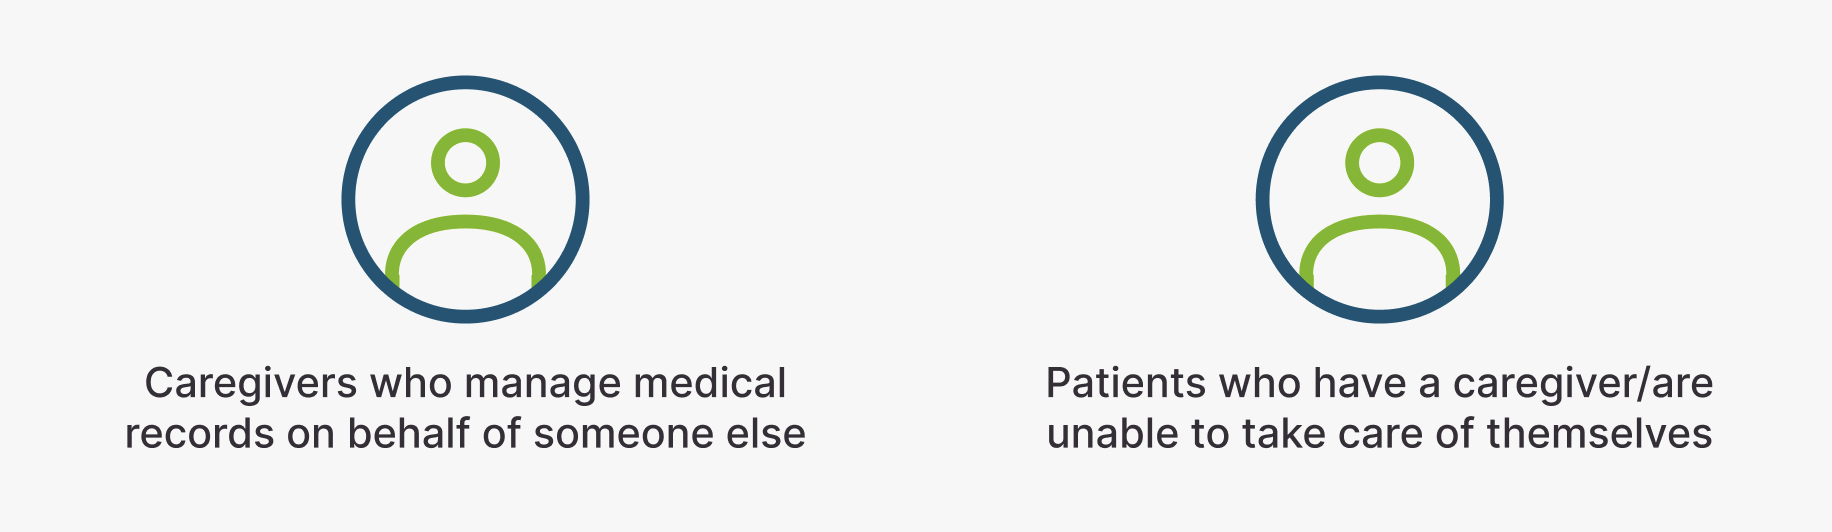 Caregivers who manage medical
records on behalf of someone else
Patients who have a caregiver/are
unable to take care of themselves